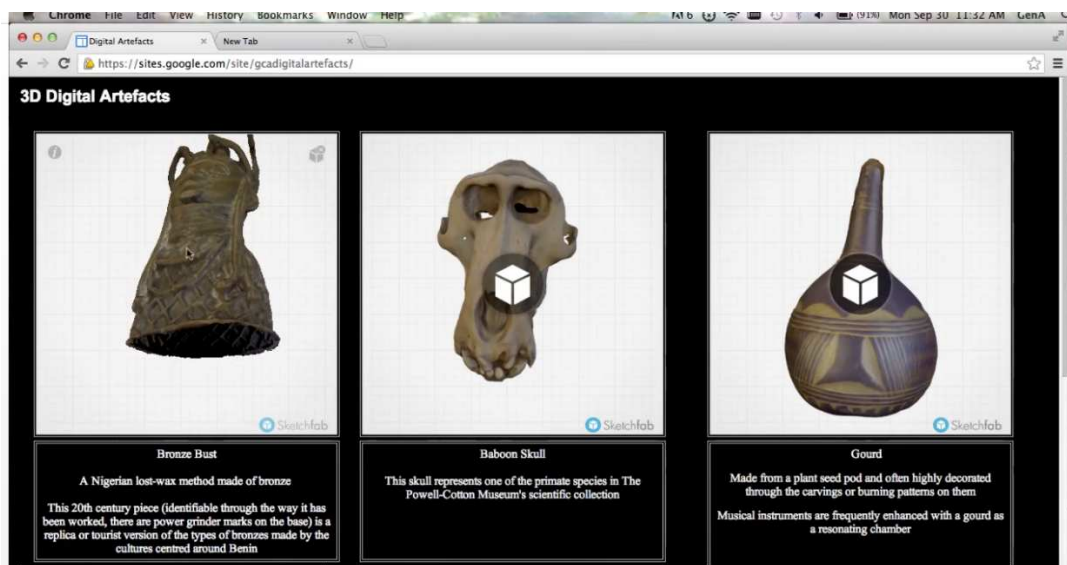 Chrome File Edit View History Bookmarks Window Help
(91%) Mon Sep 30 11:32 AM GenA
Digital Artefacts
New Tab
https://sites.google.com/site/gcadigitalartefacts/
3D Digital Artefacts
Sketchfab
Sketchfab
Sketchfab
Bronze Bust
A Nigerian lost-wax method made of bronze
This 20th century piece (identifiable through the way it has
been worked, there are power grinder marks on the base) is a
replica or tourist version of the types of bronzes made by the
cultures centred around Benin
Baboon Skull
This skull represents one of the primate species in The
Powell-Cotton Museum's scientific collection
Gourd
Made from a plant seed pod and often highly decorated
through the carvings or burning patterns on them
Musical instruments are frequently enhanced with a gourd as
a resonating chamber